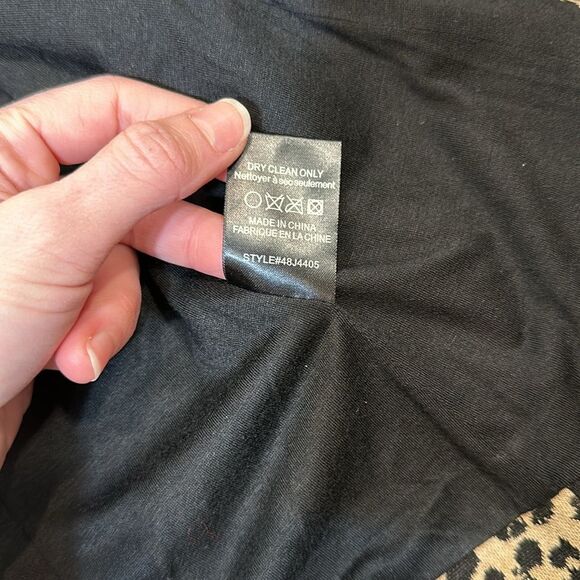 DRY CLEAN ONLY
Nettoyer à sec seulement
MADE IN CHINA
FABRIQUE EN LA CHINE
STYLE#48J4405